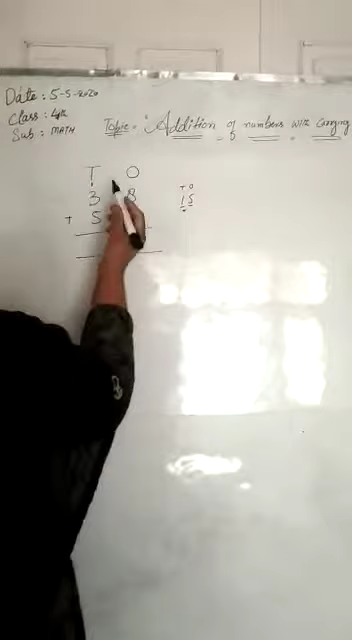 Date: 5-5-2020
Class: 4th
Sub: MATH
Topic: "Addition of numbers with carrying
T O
3 8
+ 5
T O
1 5